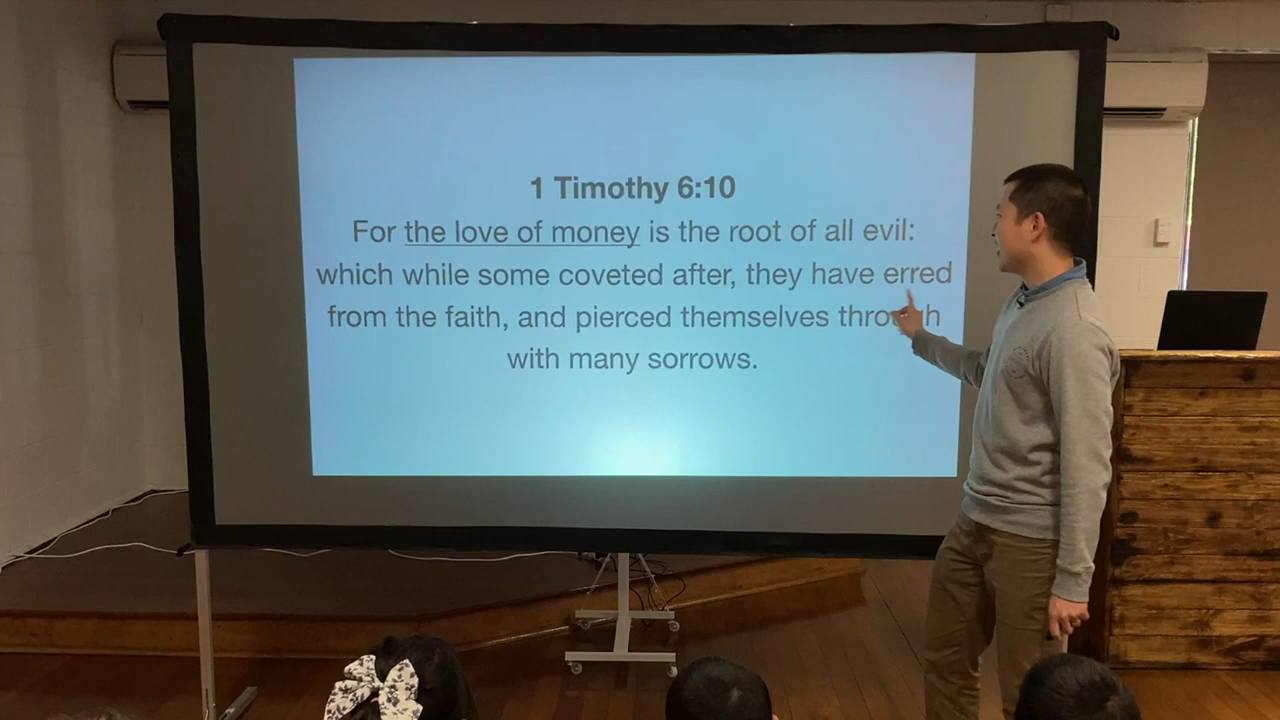 1 Timothy 6:10
For the love of money is the root of all evil:
which while some coveted after, they have erred
from the faith, and pierced themselves through
with many sorrows.